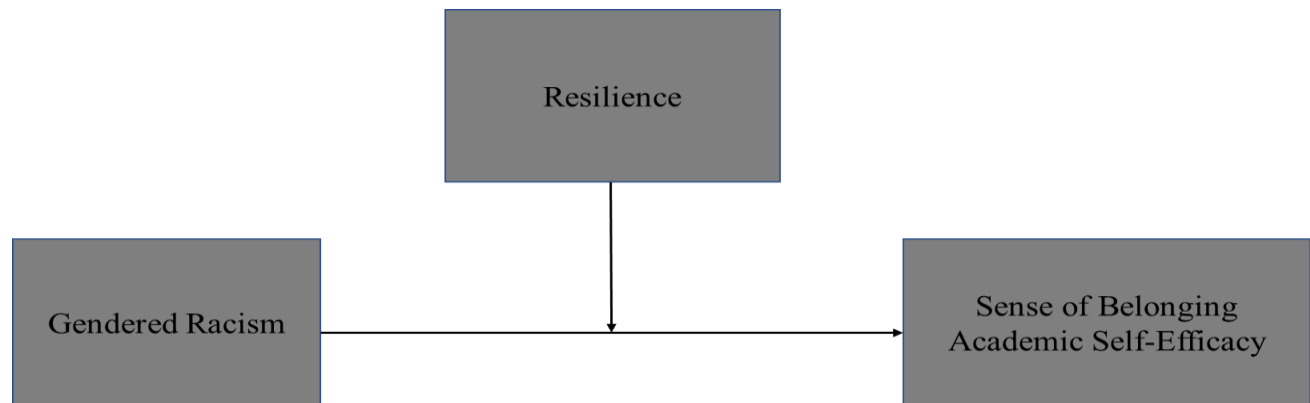 Resilience
Gendered Racism
Sense of Belonging
Academic Self-Efficacy